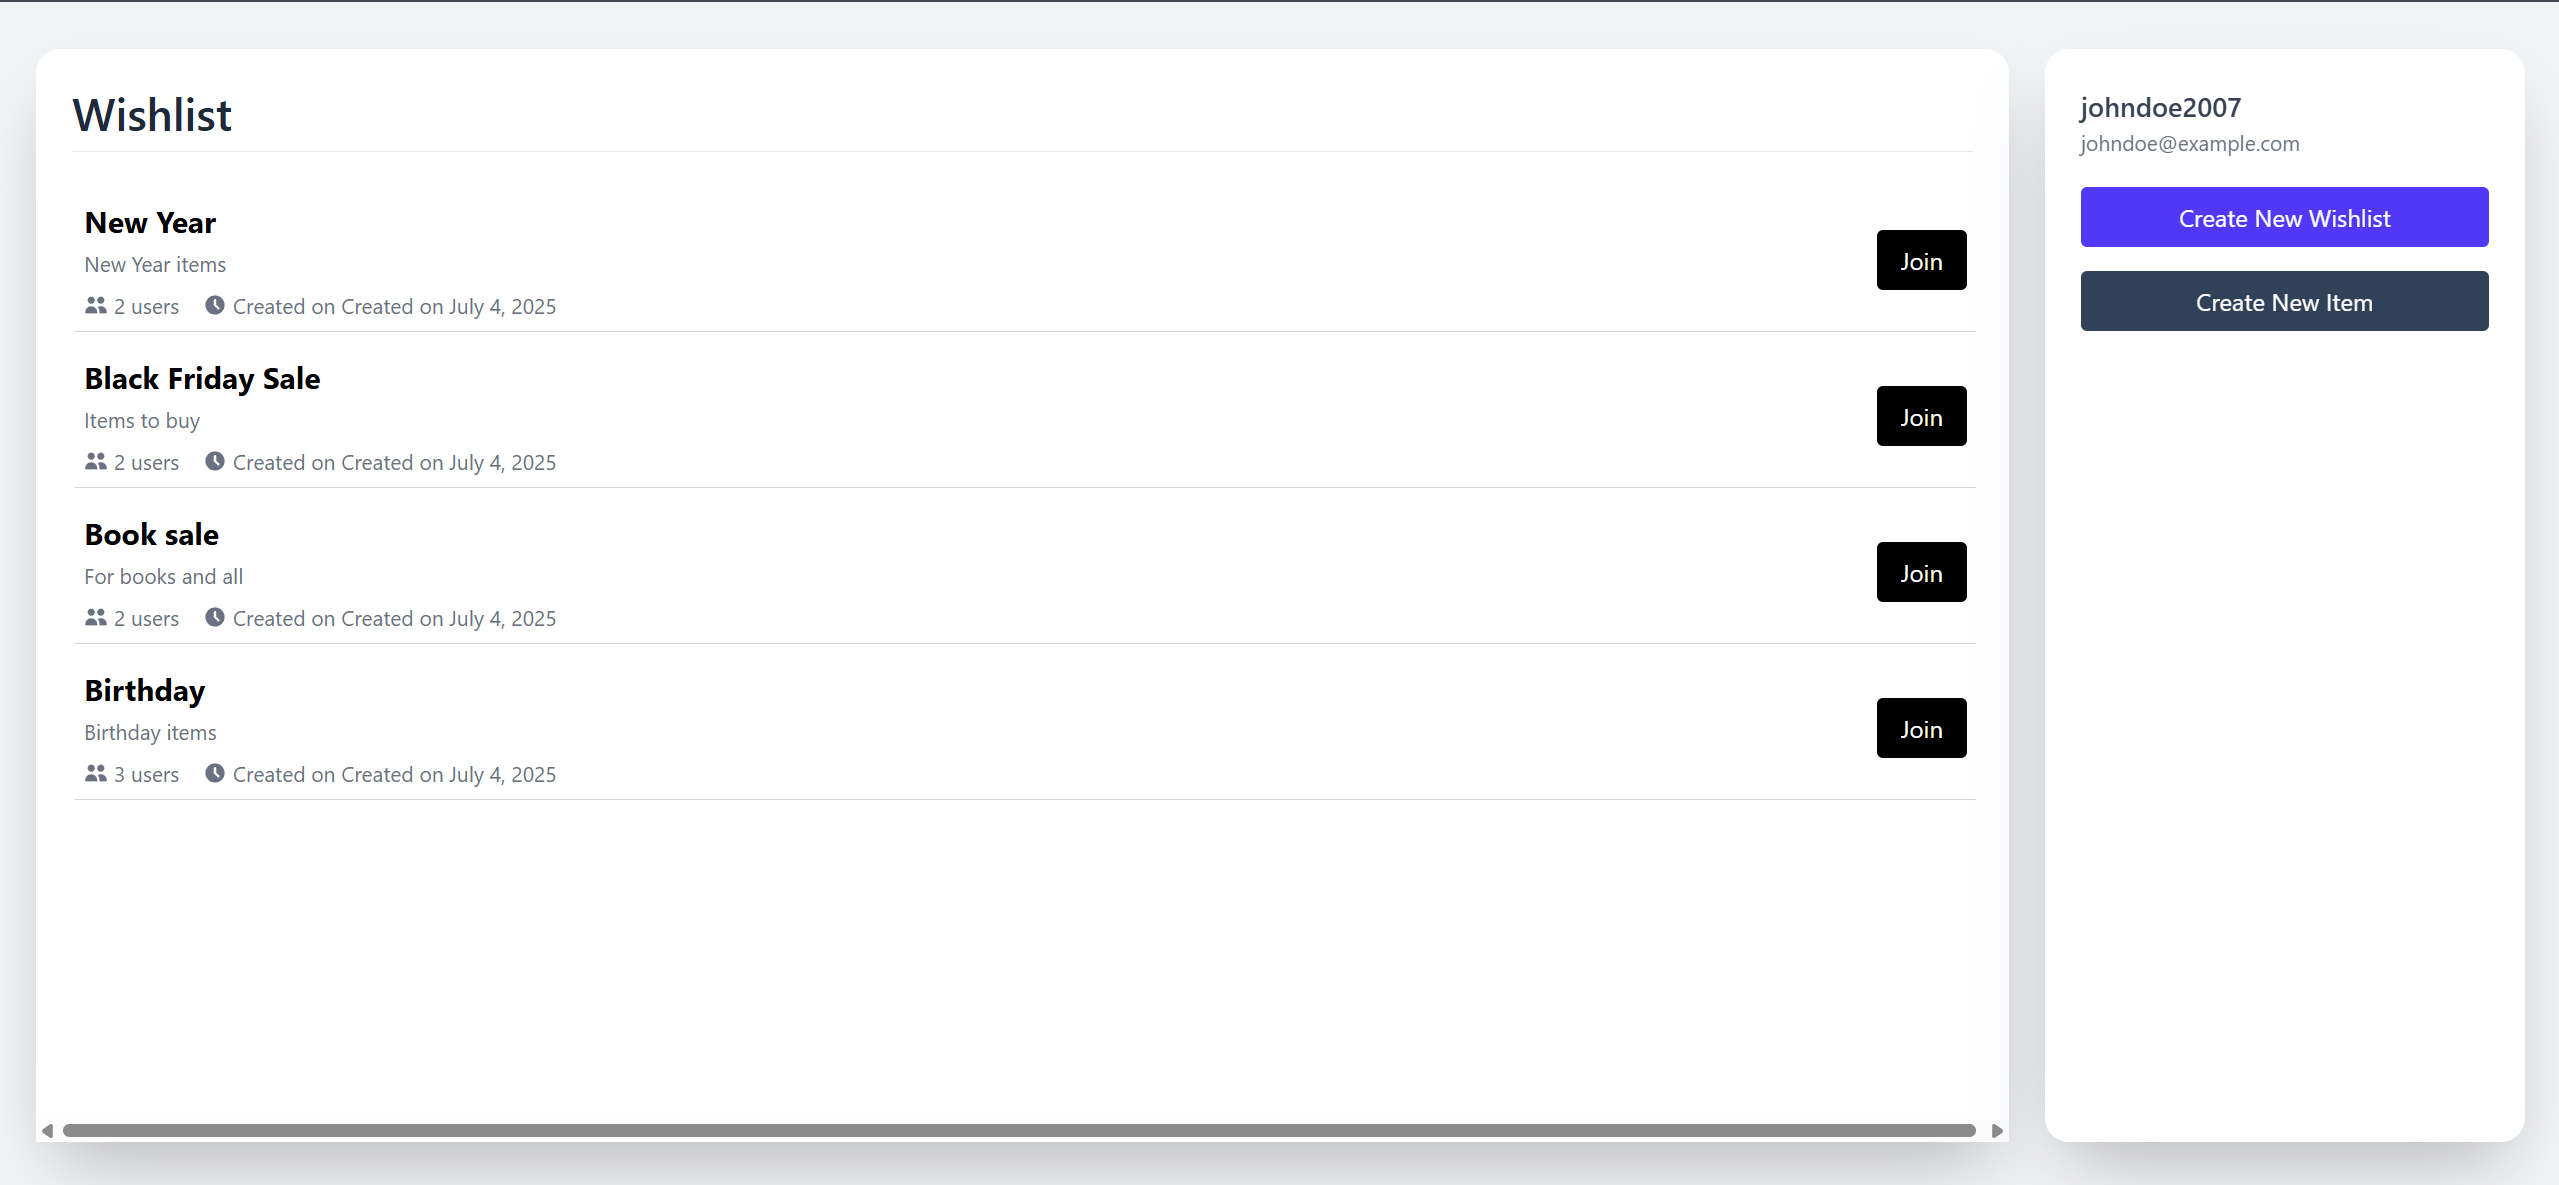 Wishlist
New Year
New Year items
2 users Created on Created on July 4, 2025
Join
Black Friday Sale
Items to buy
2 users Created on Created on July 4, 2025
Join
Book sale
For books and all
2 users Created on Created on July 4, 2025
Join
Birthday
Birthday items
3 users Created on Created on July 4, 2025
Join
johndoe2007
johndoe@example.com
Create New Wishlist
Create New Item